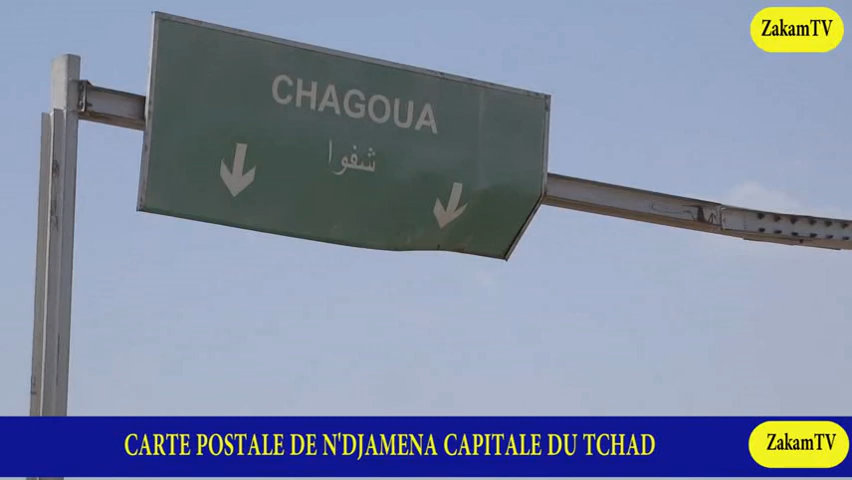 ZakamTV
CHAGOUA
شقوا
CARTE POSTALE DE N'DJAMENA CAPITALE DU TCHAD
ZakamTV